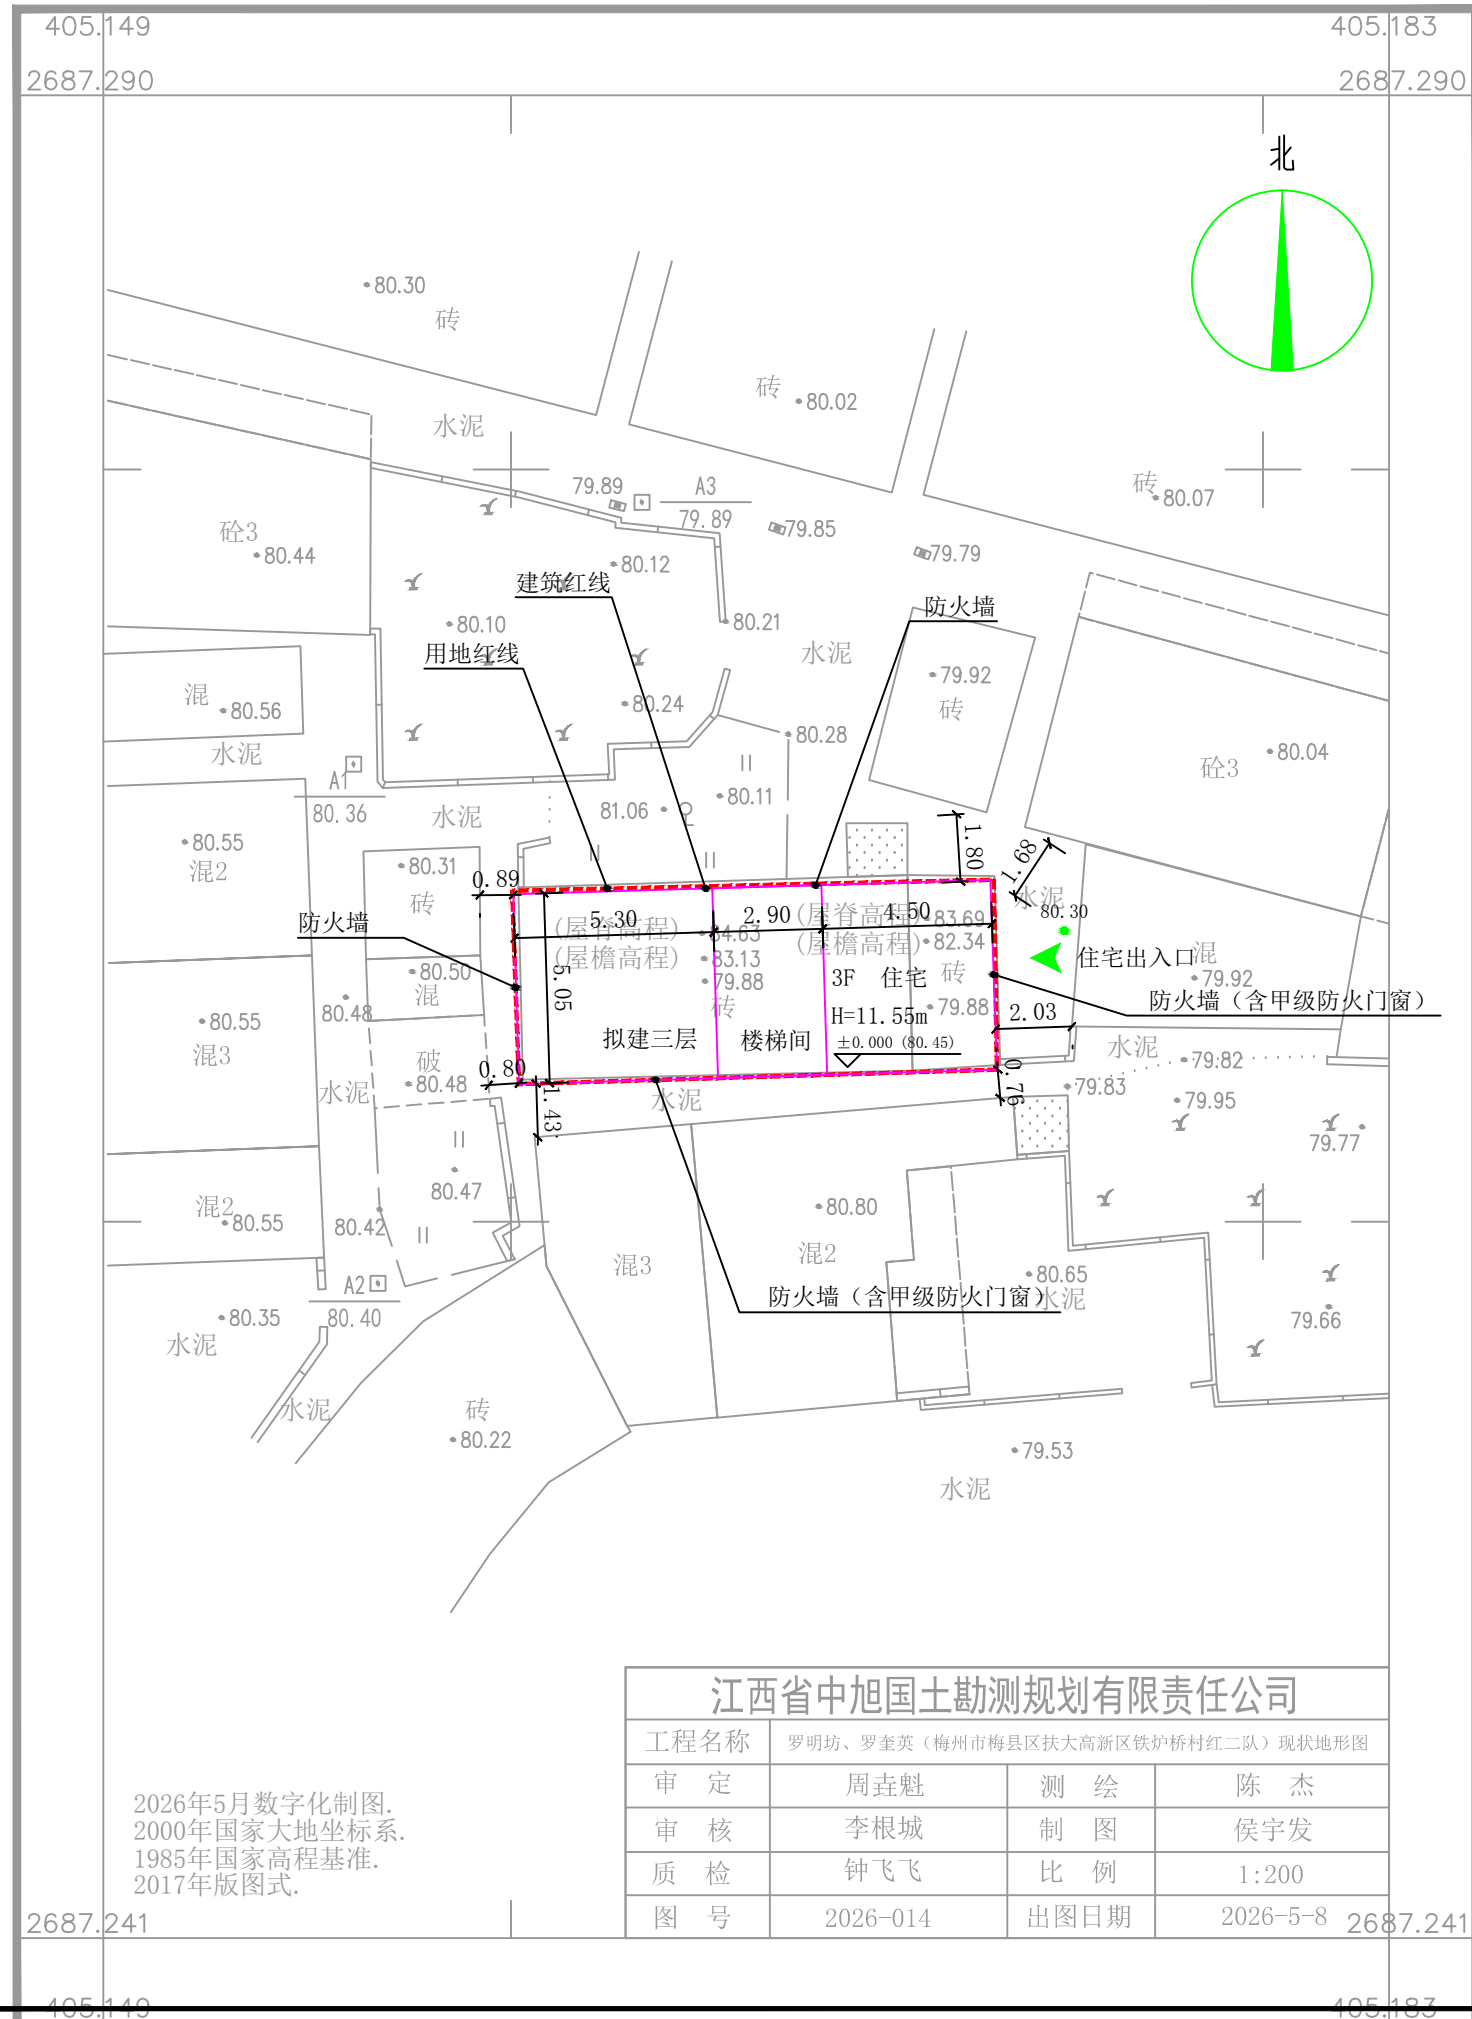 405.149
405.183
2687.290
2687.290
北
80.30
砖
砖
80.02
水泥
砖
80.07
79.89
A3
79.89
79.85
79.79
砼3
80.44
80.12
建筑红线
防火墙
80.10
80.21
用地红线
水泥
79.92
砖
混
80.56
80.24
80.28
水泥
砼3
80.04
A1
80.36
80.11
81.06
水泥
1.80
1.68
80.55
混2
80.31
砖
0.89
水泥
80.30
防火墙
(屋脊高程)
84.63
(屋檐高程)
83.13
5.30
2.90
4.50
(屋脊高程)
83.69
(屋檐高程)
82.34
住宅出入口
混
79.92
80.50
混
5.05
79.88
砖
3F 住宅
砖
防火墙（含甲级防火门窗）
80.48
80.55
混3
H=11.55m
79.88
2.03
拟建三层
楼梯间
±0.000 (80.45)
水泥
79.82
破
80.48
0.80
0.76
79.83
水泥
1.43
水泥
79.95
79.77
80.47
混2
80.55
80.42
80.80
混2
混3
80.65
水泥
A2
80.40
防火墙（含甲级防火门窗）
80.35
水泥
79.66
水泥
砖
80.22
79.53
水泥
江西省中旭国土勘测规划有限责任公司
工程名称 罗明坊、罗奎英（梅州市梅县区扶大高新区铁炉桥村红二队）现状地形图
审 定 周垚魁 测 绘 陈 杰
审 核 李根城 制 图 侯宇发
质 检 钟飞飞 比 例 1:200
图 号 2026-014 出图日期 2026-5-8
2026年5月数字化制图.
2000年国家大地坐标系.
1985年国家高程基准.
2017年版图式.
2687.241
2687.241
405.149
405.183